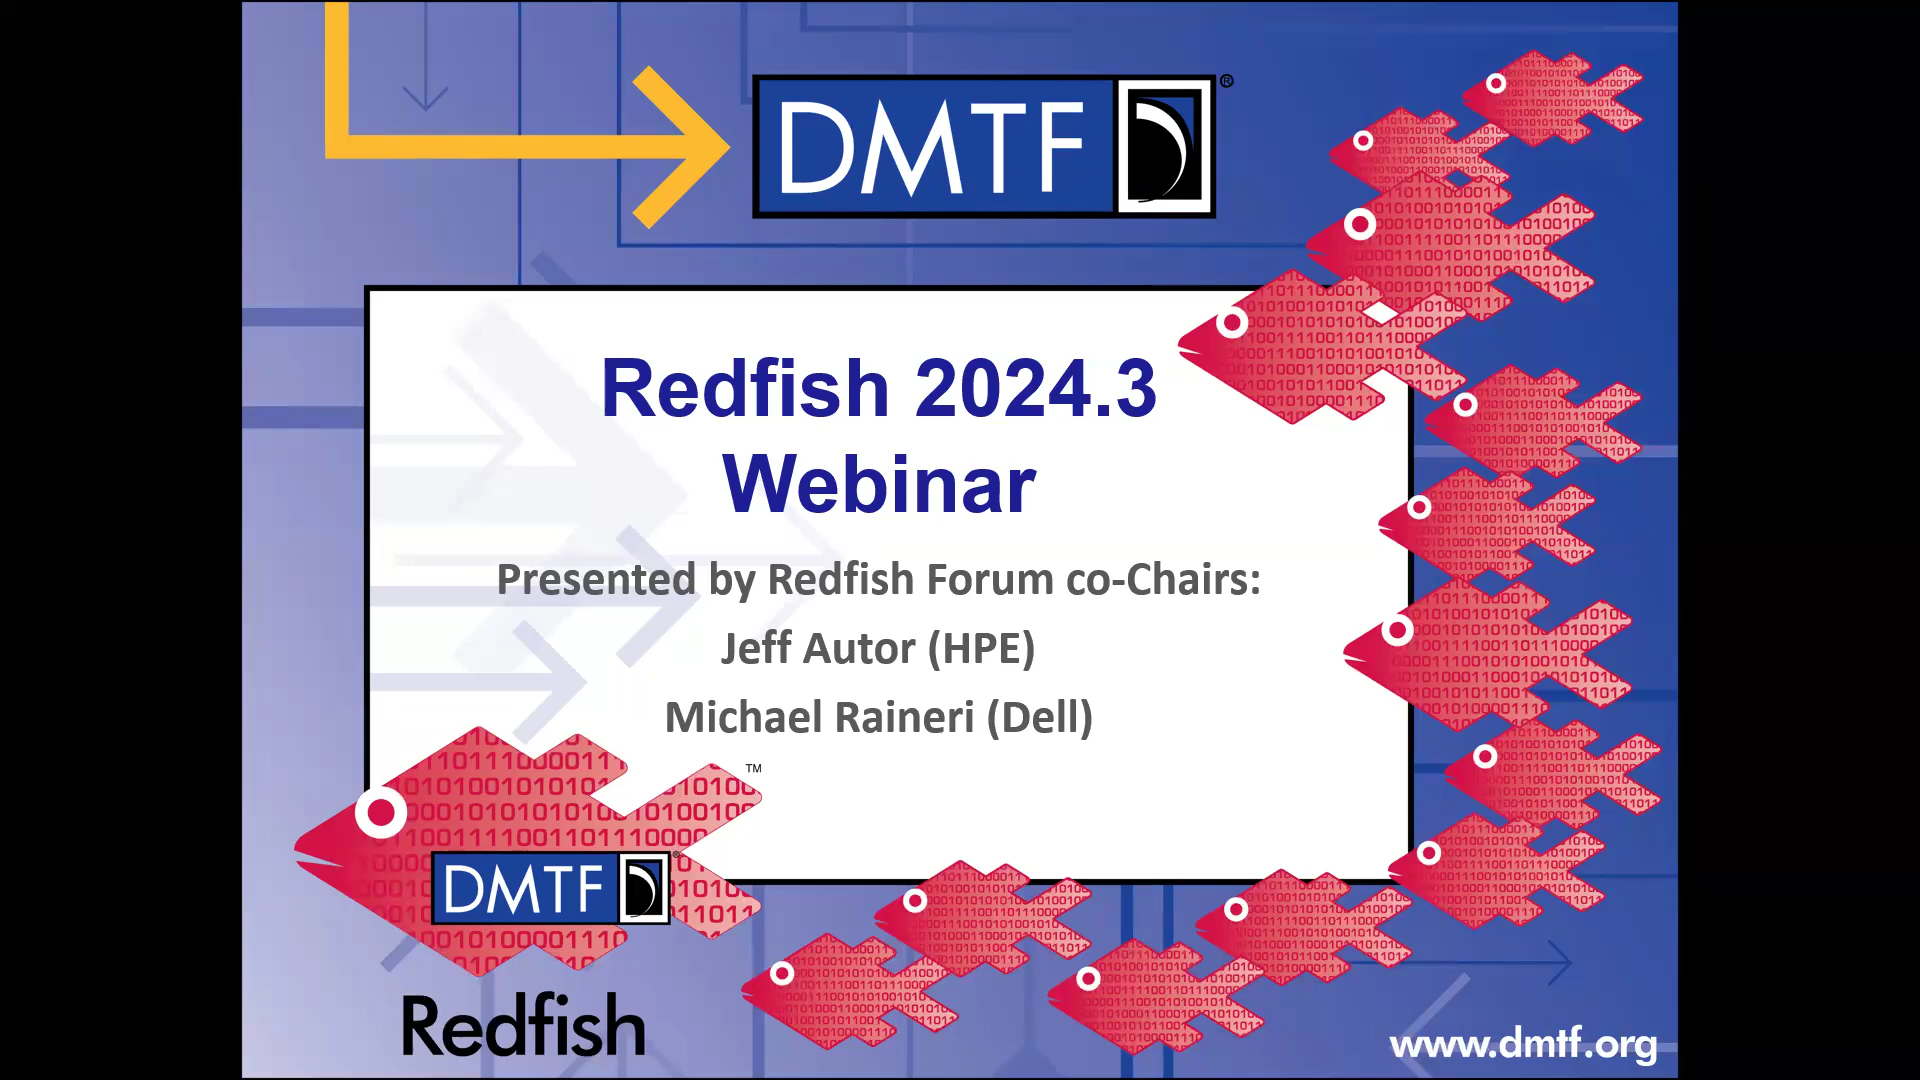 DMTF
®
Redfish 2024.3
Webinar
Presented by Redfish Forum co-Chairs:
Jeff Autor (HPE)
Michael Raineri (Dell)
TM
DMTF
®
Redfish
www.dmtf.org